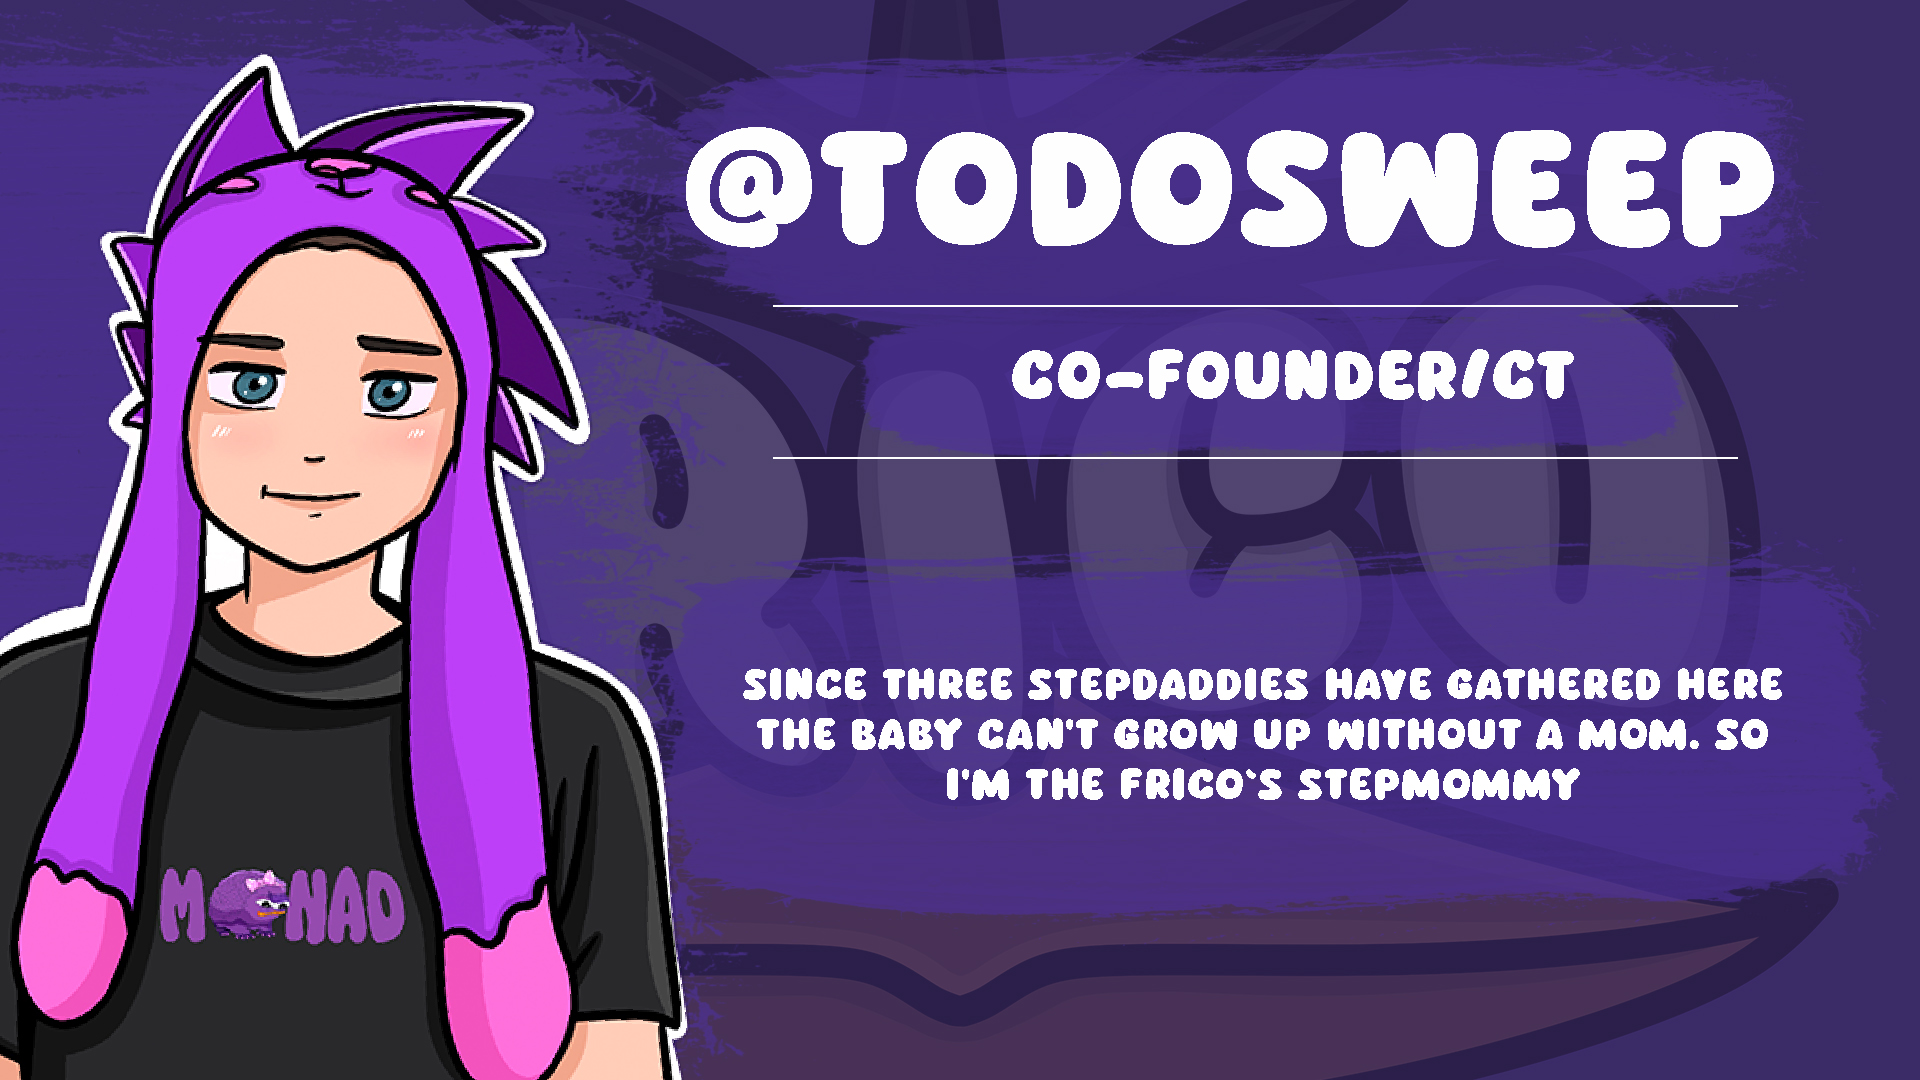 @TODOSWEEP
CO-FOUNDER/CT
SINCE THREE STEPDADDIES HAVE GATHERED HERE
THE BABY CAN'T GROW UP WITHOUT A MOM. SO
I'M THE FRICO`S STEPMOMMY
MONAD
RICO